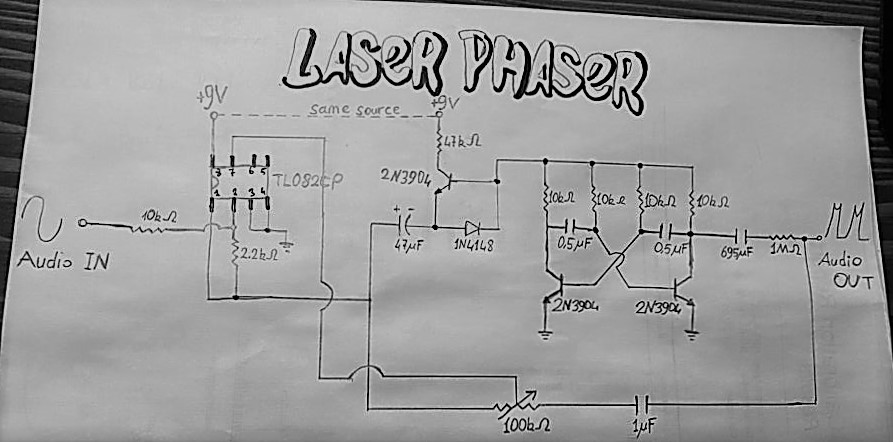 LASER PHASER
+9V
same source
+9V
47kΩ
8 7 6 5
TL082CP
1 2 3 4
2N3904
10kΩ
10kΩ
10kΩ
10kΩ
10kΩ
+ -
47µF
1N4148
0,5µF
0,5µF
695µF
1MΩ
Audio IN
2.2kΩ
Audio
OUT
2N3904
2N3904
100kΩ
1µF